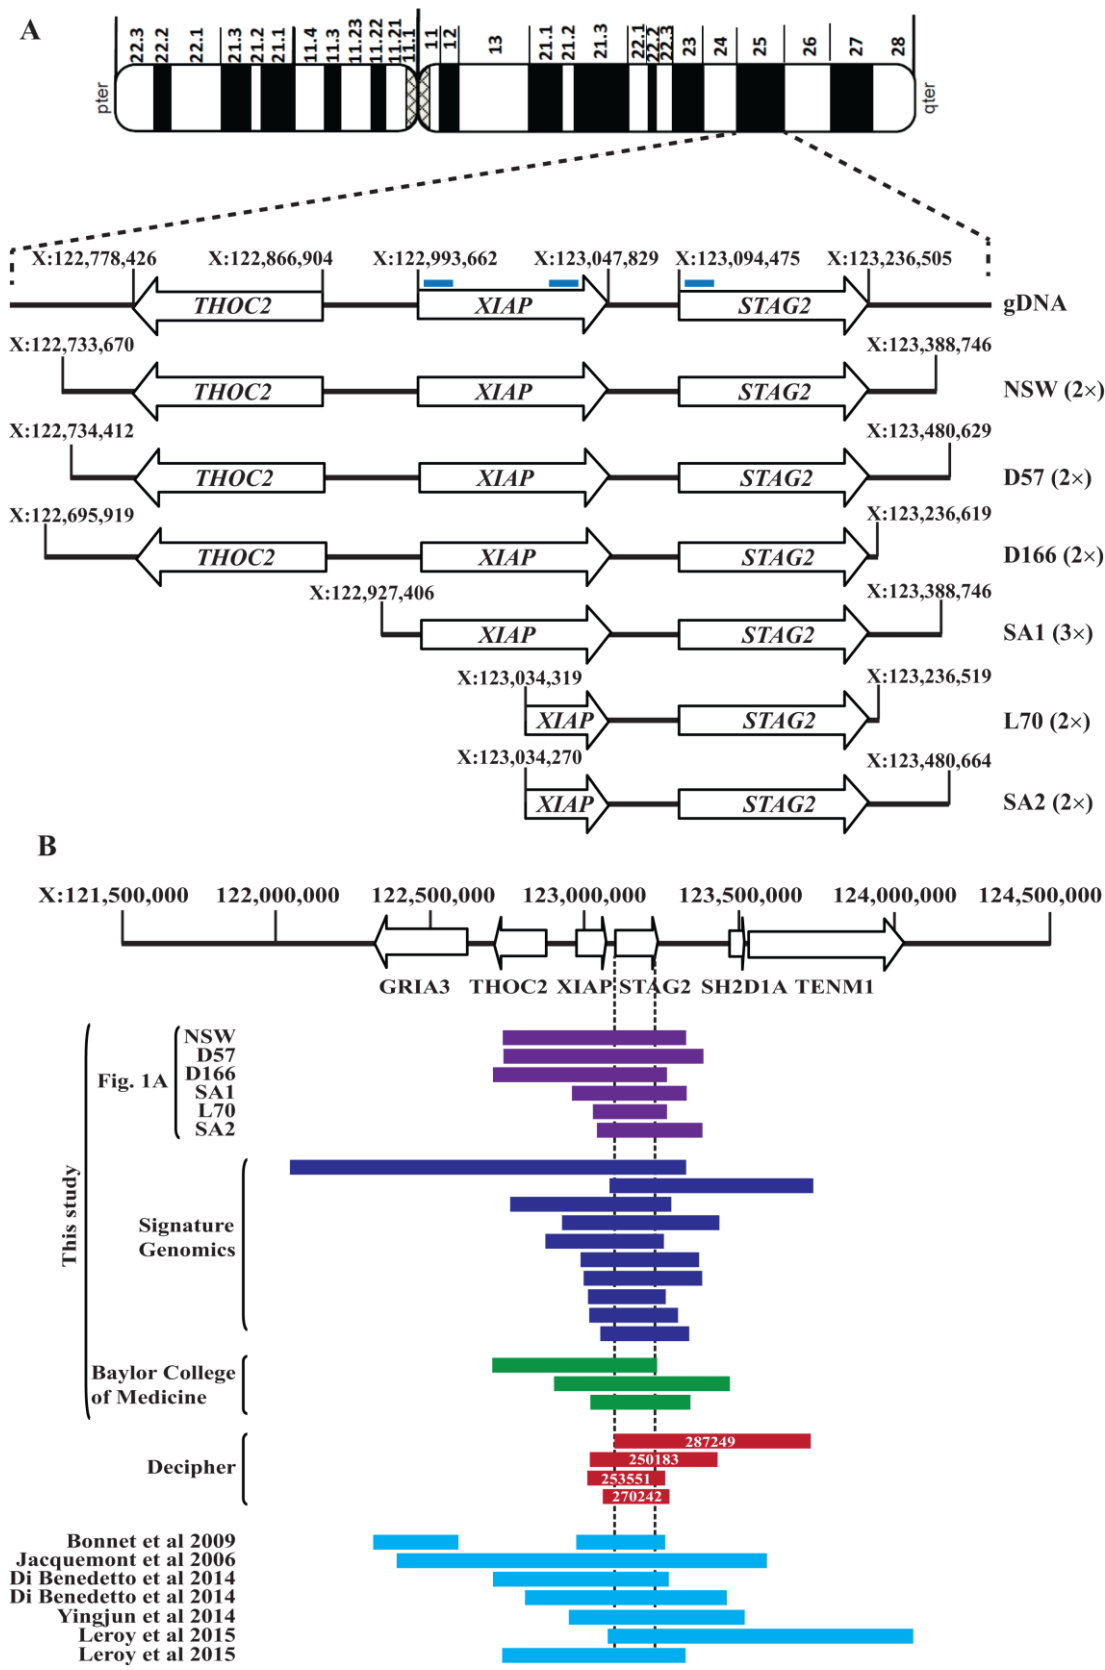 A
22.3 22.2 22.1 21.3 21.2 21.1 11.4 11.3 11.23 11.22 11.21 11.1 11 12 13 21.1 21.2 21.3 22.1 22.2 22.3 23 24 25 26 27 28
pter qter
X:122,778,426 X:122,866,904 X:122,993,662 X:123,047,829 X:123,094,475 X:123,236,505
THOC2 XIAP STAG2 gDNA
X:122,733,670 X:123,388,746
THOC2 XIAP STAG2 NSW (2×)
X:122,734,412 X:123,480,629
THOC2 XIAP STAG2 D57 (2×)
X:122,695,919 X:123,236,619
THOC2 XIAP STAG2 D166 (2×)
X:122,927,406 X:123,388,746
XIAP STAG2 SA1 (3×)
X:123,034,319 X:123,236,519
XIAP STAG2 L70 (2×)
X:123,034,270 X:123,480,664
XIAP STAG2 SA2 (2×)
B
X:121,500,000 122,000,000 122,500,000 123,000,000 123,500,000 124,000,000 124,500,000
GRIA3 THOC2 XIAP STAG2 SH2D1A TENM1
This study
Fig. 1A
NSW
D57
D166
SA1
L70
SA2
Signature
Genomics
Baylor College
of Medicine
Decipher
287249
250183
253551
270242
Bonnet et al 2009
Jacquemont et al 2006
Di Benedetto et al 2014
Di Benedetto et al 2014
Yingjun et al 2014
Leroy et al 2015
Leroy et al 2015